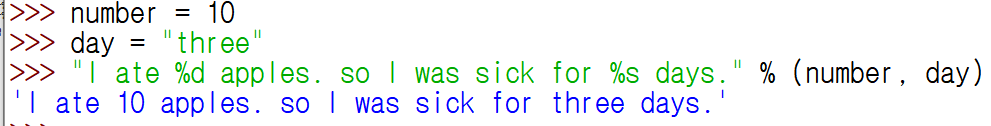 >>> number = 10
>>> day = "three"
>>> "I ate %d apples. so I was sick for %s days." % (number, day)
'I ate 10 apples. so I was sick for three days.'